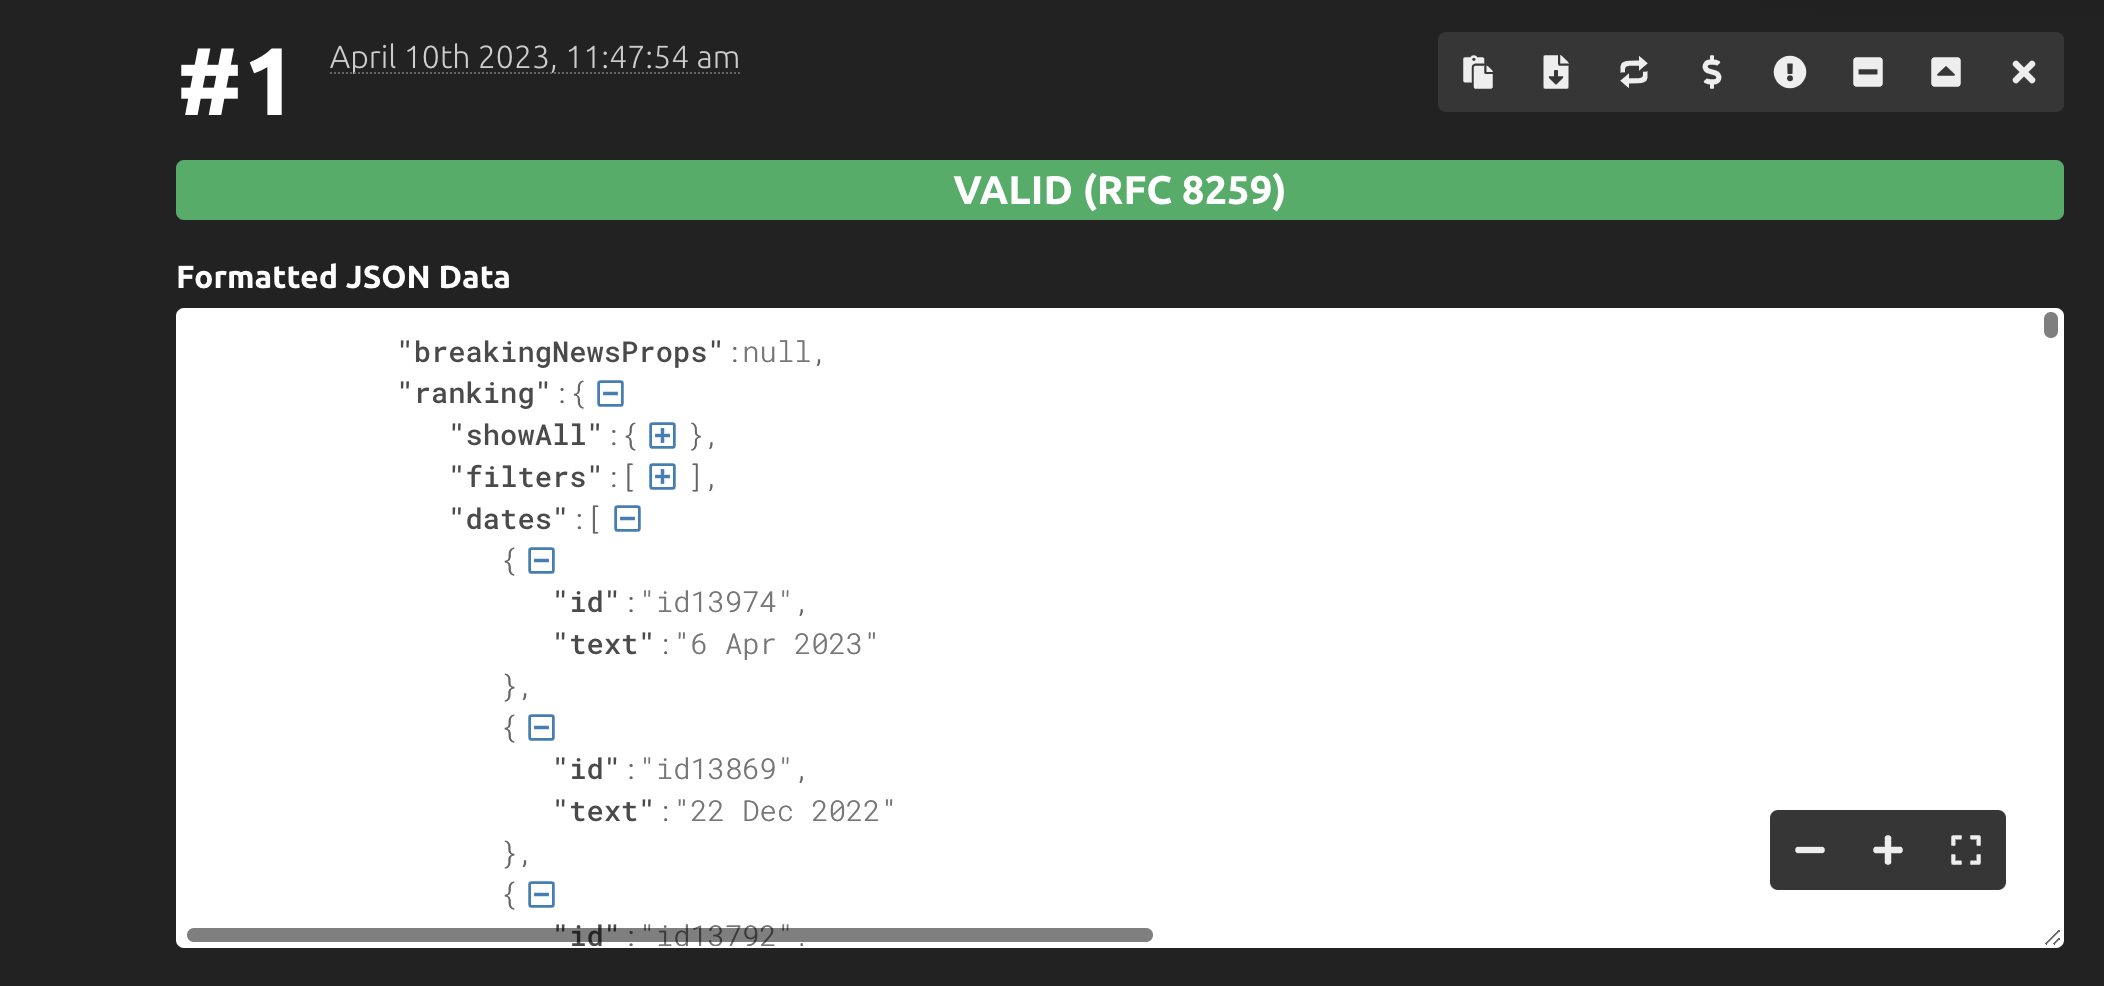 #1
April 10th 2023, 11:47:54 am
VALID (RFC 8259)
Formatted JSON Data
"breakingNewsProps":null,
"ranking":{
"showAll":{ },
"filters":[ ],
"dates":[
{
"id":"id13974",
"text":"6 Apr 2023"
},
{
"id":"id13869",
"text":"22 Dec 2022"
},
{
"id":"id13792",